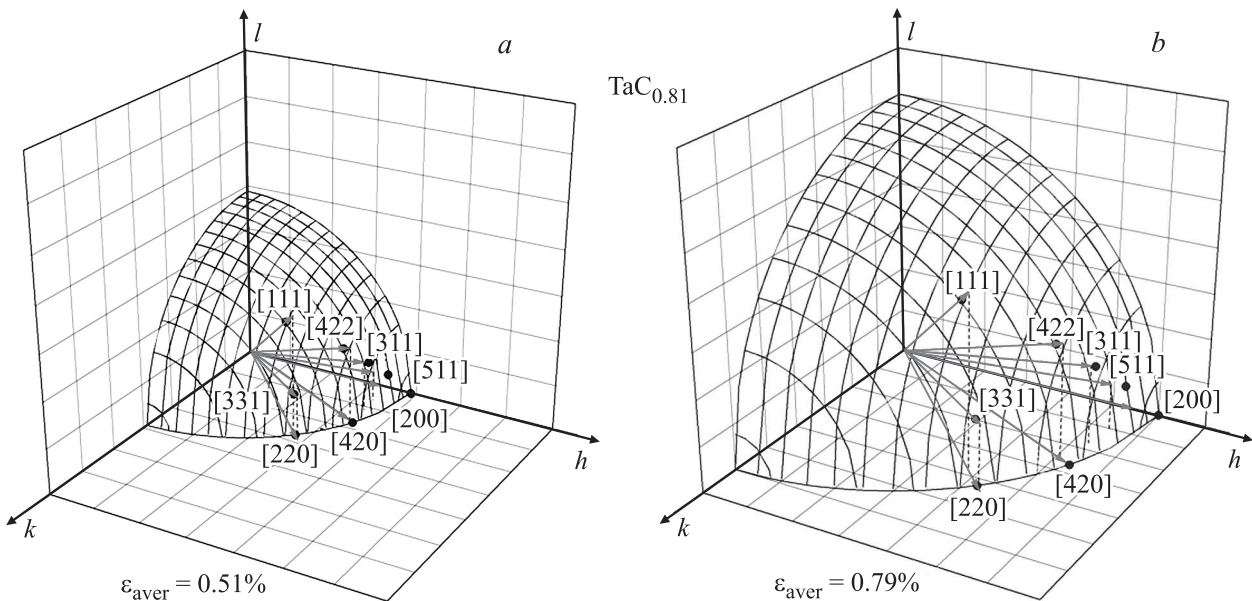 l
a
[111]
[422]
[311]
[511]
[331]
[200]
[220]
[420]
h
k
ε_aver = 0.51%
TaC_0.81
l
b
[111]
[422]
[311]
[511]
[331]
[200]
[420]
[220]
h
k
ε_aver = 0.79%